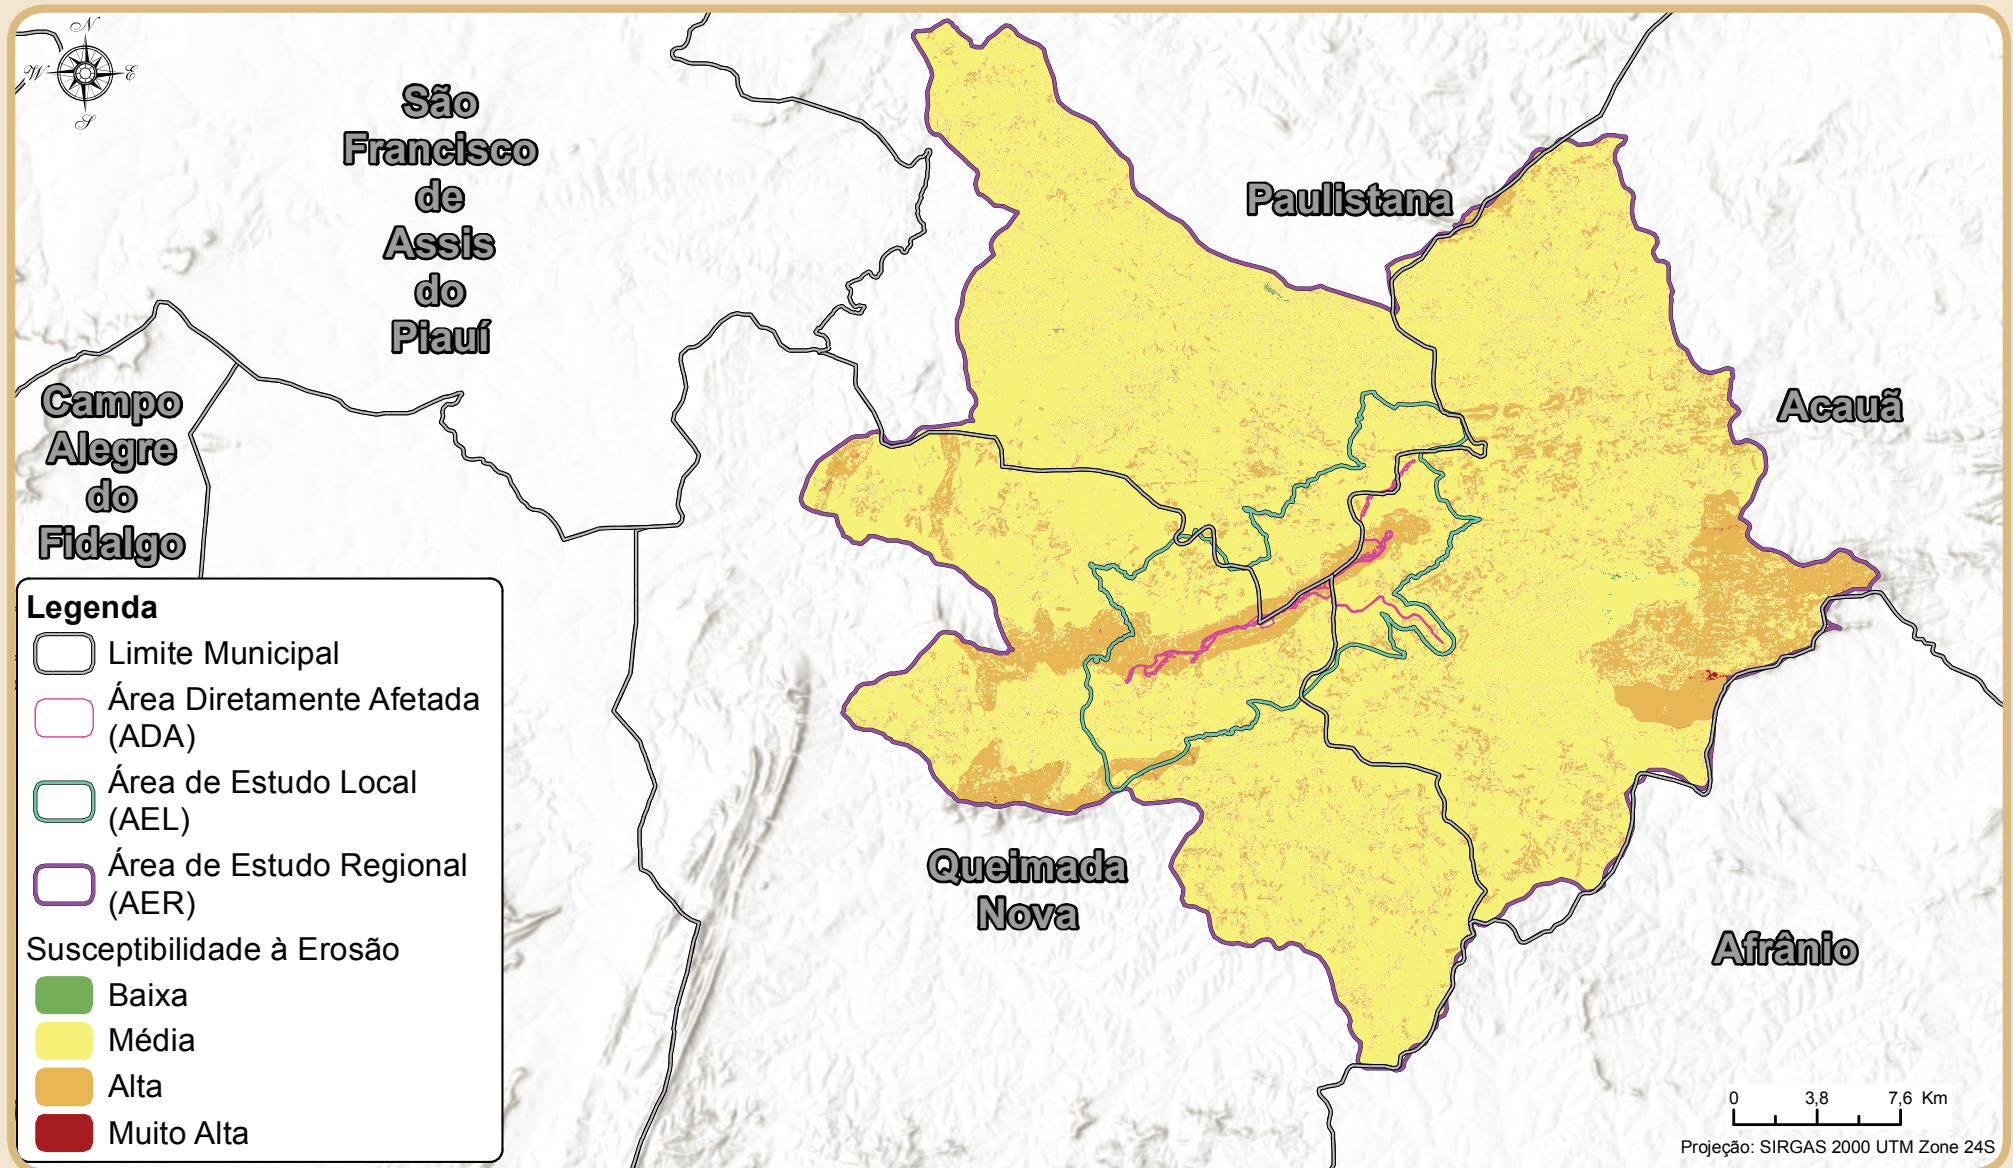 N
W
E
S
São
Francisco
de
Assis
do
Piauí
Paulistana
Acauã
Campo
Alegre
do
Fidalgo
Queimada
Nova
Afrânio
Legenda
Limite Municipal
Área Diretamente Afetada
(ADA)
Área de Estudo Local
(AEL)
Área de Estudo Regional
(AER)
Susceptibilidade à Erosão
Baixa
Média
Alta
Muito Alta
0 3,8 7,6 Km
Projeção: SIRGAS 2000 UTM Zone 24S